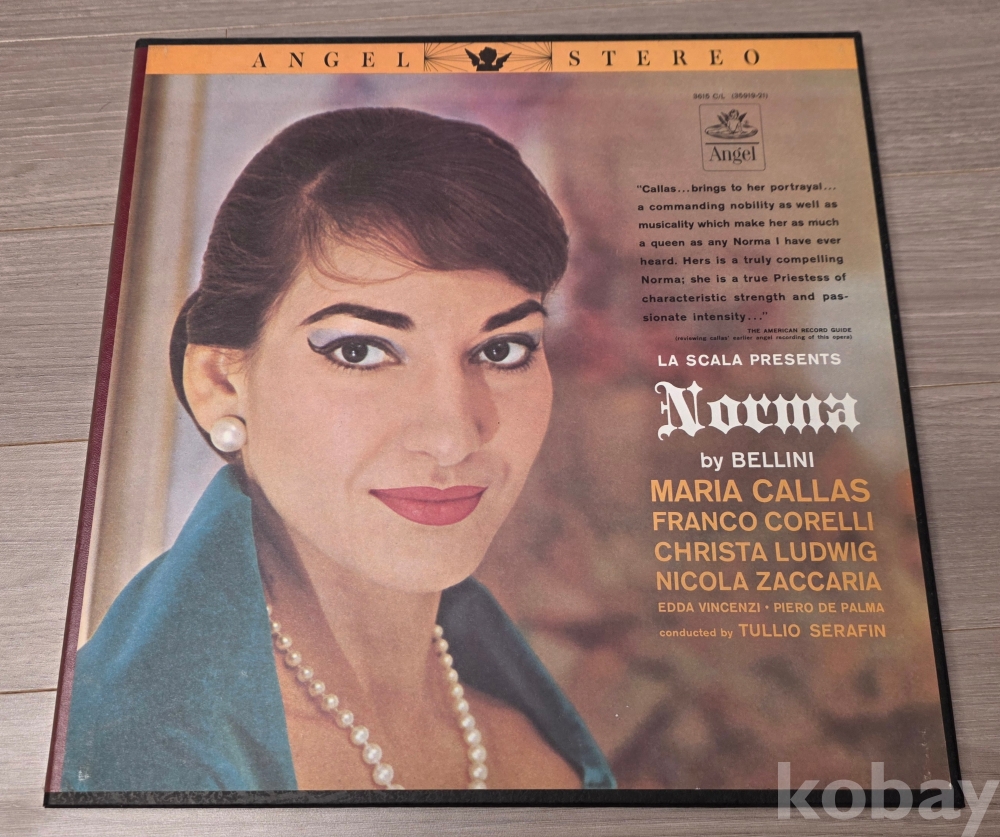 ANGEL STEREO
3615 C/L (35919-21)
Angel
"Callas...brings to her portrayal...
a commanding nobility as well as
musicality which make her as much
a queen as any Norma I have ever
heard. Hers is a truly compelling
Norma; she is a true Priestess of
characteristic strength and pas-
sionate intensity..."
THE AMERICAN RECORD GUIDE
(reviewing callas' earlier angel recording of this opera)
LA SCALA PRESENTS
Norma
by BELLINI
MARIA CALLAS
FRANCO CORELLI
CHRISTA LUDWIG
NICOLA ZACCARIA
EDDA VINCENZI • PIERO DE PALMA
conducted by TULLIO SERAFIN
kobay